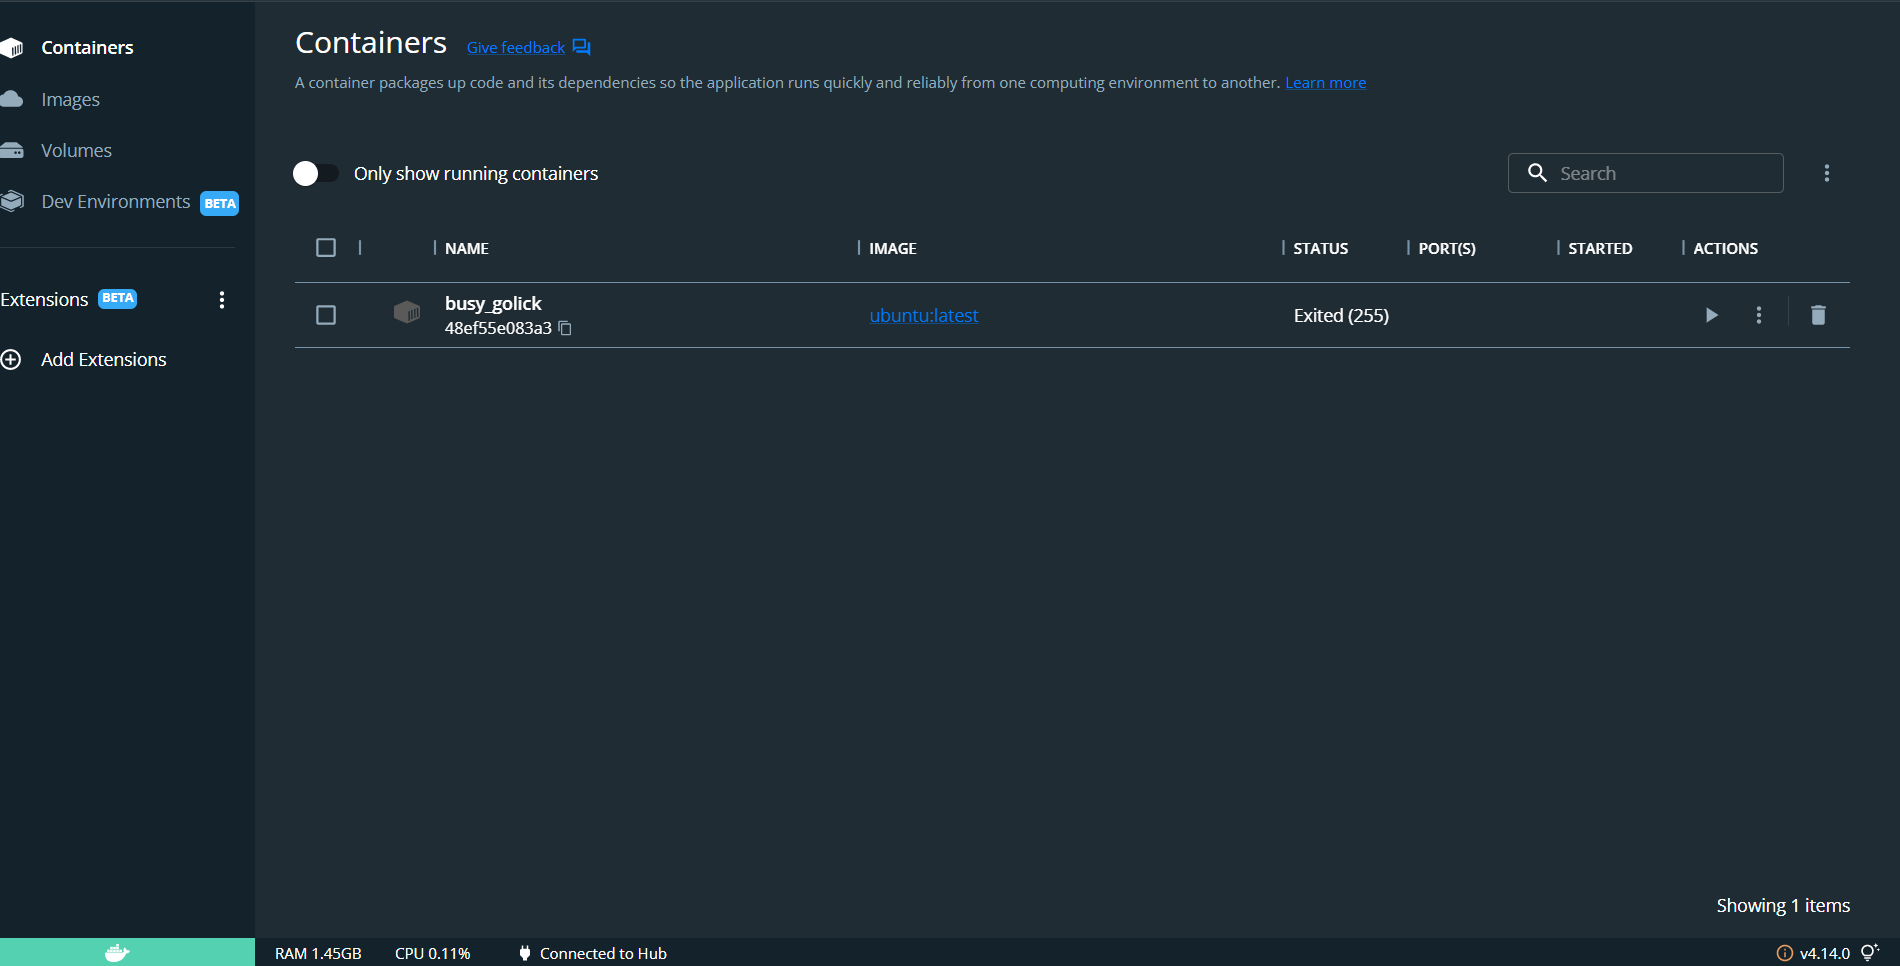 Containers
Images
Volumes
Dev Environments BETA
Extensions BETA
Add Extensions
Containers Give feedback
A container packages up code and its dependencies so the application runs quickly and reliably from one computing environment to another. Learn more
Only show running containers
Search
NAME IMAGE STATUS PORT(S) STARTED ACTIONS
busy_golick
48ef55e083a3
ubuntu:latest
Exited (255)
Showing 1 items
RAM 1.45GB CPU 0.11% Connected to Hub v4.14.0